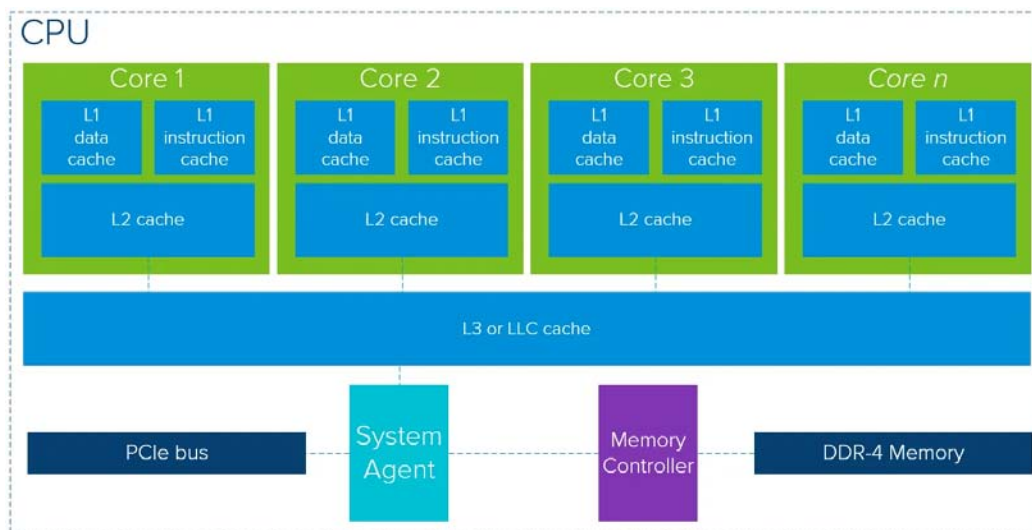 CPU
Core 1
L1
data
cache
L1
instruction
cache
L2 cache
Core 2
L1
data
cache
L1
instruction
cache
L2 cache
Core 3
L1
data
cache
L1
instruction
cache
L2 cache
Core n
L1
data
cache
L1
instruction
cache
L2 cache
L3 or LLC cache
PCIe bus
System
Agent
Memory
Controller
DDR-4 Memory